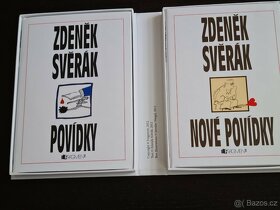 ZDENĚK
SVĚRÁK
POVÍDKY
FRAGMENT
ZDENĚK
SVĚRÁK
NOVÉ POVÍDKY
FRAGMENT
Bazos.cz